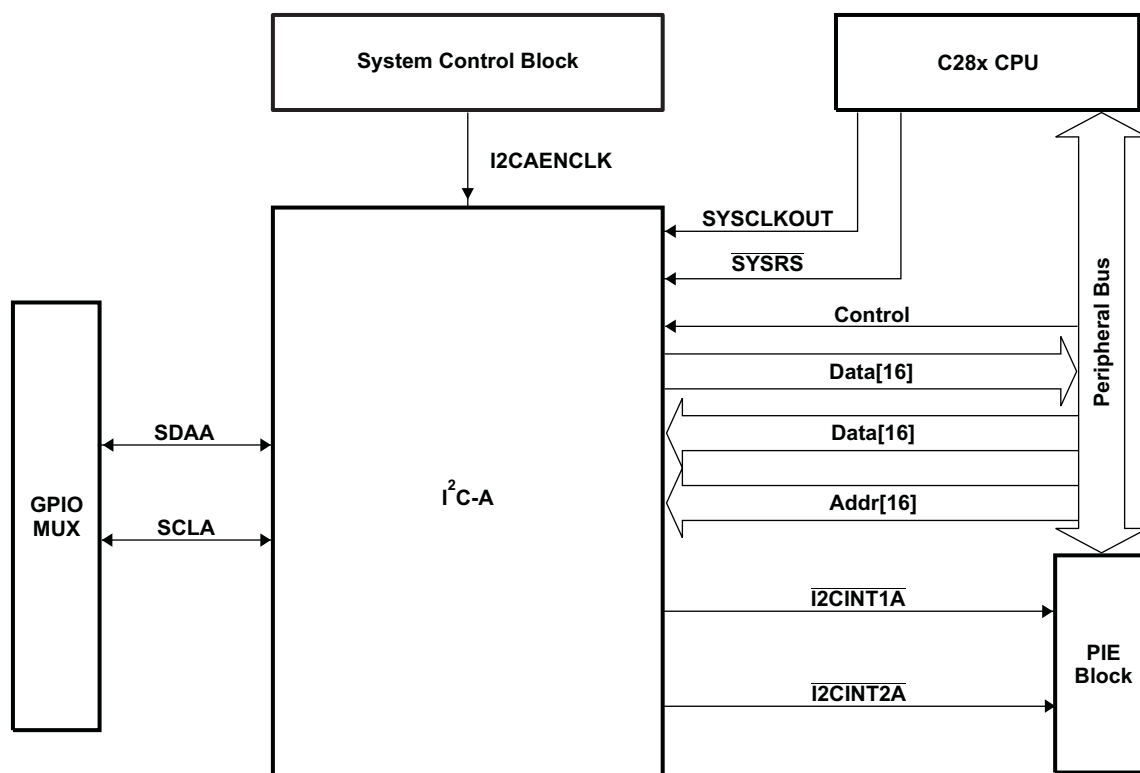 System Control Block
C28x CPU
I2CAENCLK
SYSCLKOUT
SYSRS
Control
Data[16]
Data[16]
Addr[16]
Peripheral Bus
SDAA
SCLA
GPIO
MUX
I²C-A
I2CINT1A
I2CINT2A
PIE
Block